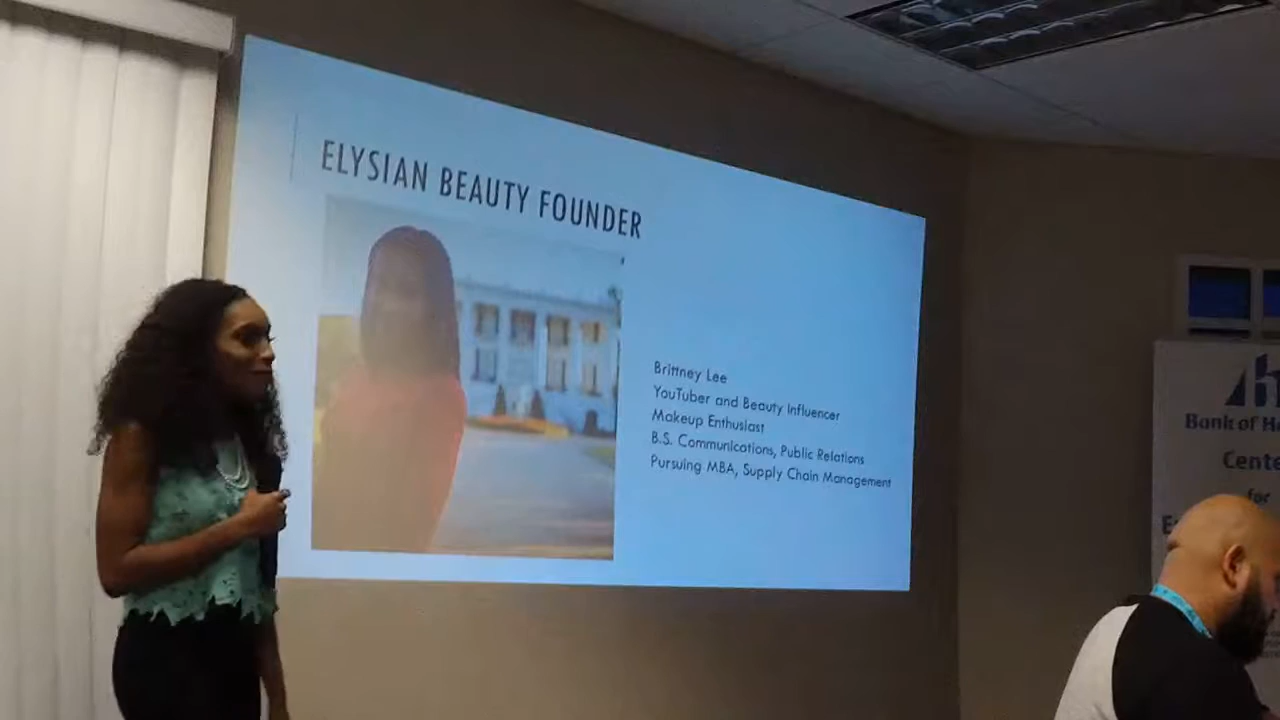 ELYSIAN BEAUTY FOUNDER
Brittney Lee
YouTuber and Beauty Influencer
Makeup Enthusiast
B.S. Communications, Public Relations
Pursuing MBA, Supply Chain Management
Bank of
for